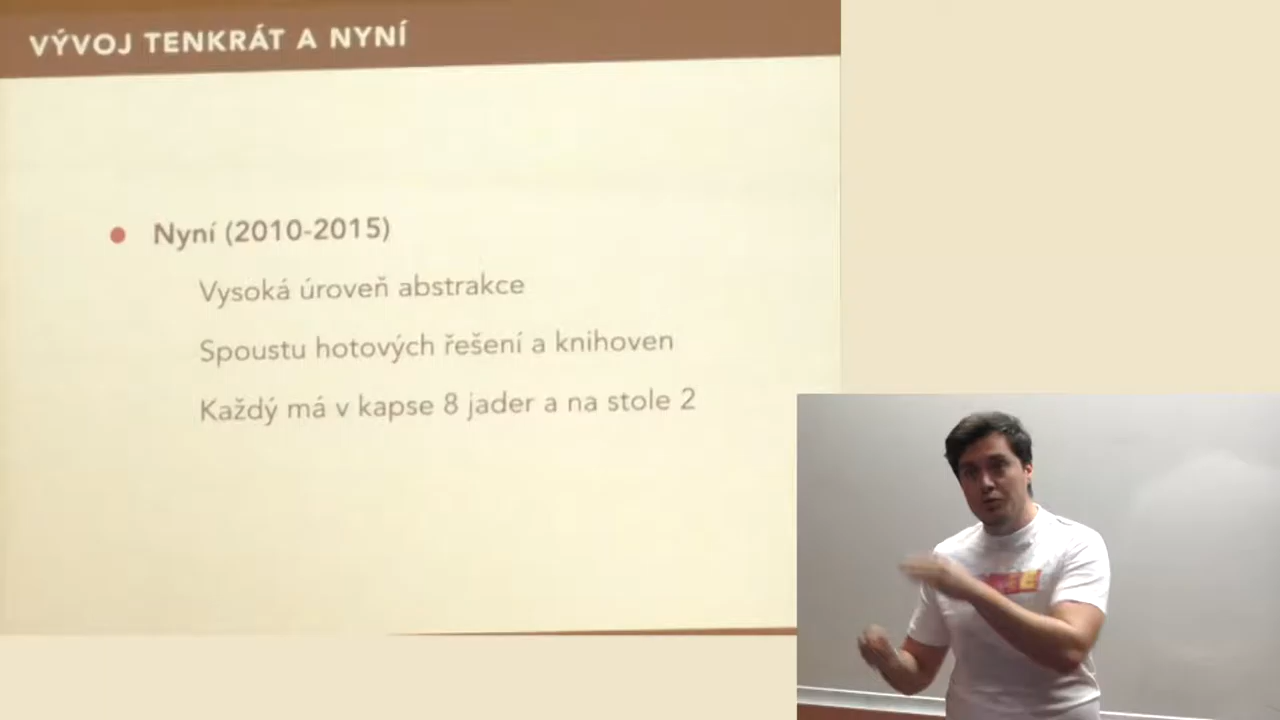 VÝVOJ TENKRÁT A NYNÍ
Nyní (2010-2015)
Vysoká úroveň abstrakce
Spoustu hotových řešení a knihoven
Každý má v kapse 8 jader a na stole 2